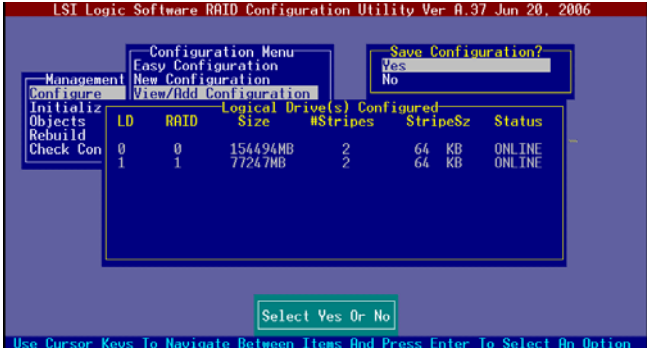 LSI Logic Software RAID Configuration Utility Ver A.37 Jun 20, 2006
Configuration Menu
Easy Configuration
New Configuration
View/Add Configuration
Save Configuration?
Yes
No
Management
Configure
Initializ
Objects
Rebuild
Check Con
Logical Drive(s) Configured
LD RAID Size #Stripes StripeSz Status
0 0 154494MB 2 64 KB ONLINE
1 1 77247MB 2 64 KB ONLINE
Select Yes Or No
Use Cursor Keys To Navigate Between Items And Press Enter To Select An Option